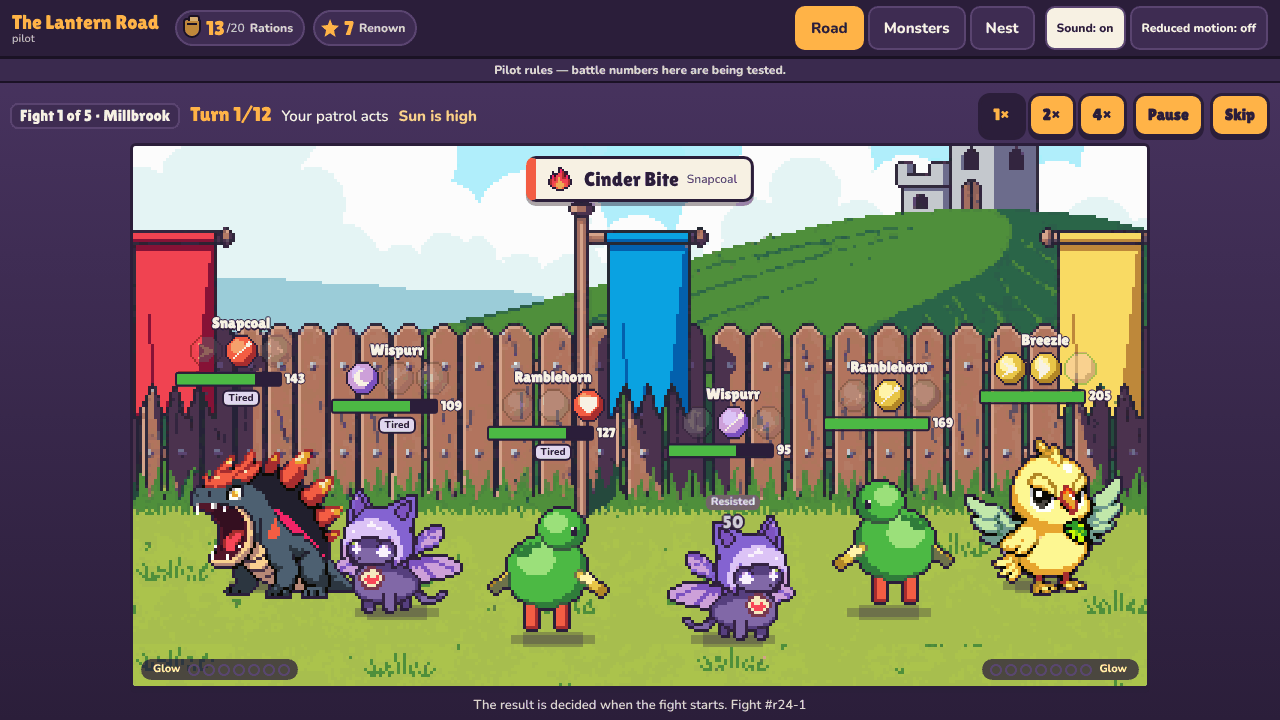 The Lantern Road
pilot
13/20 Rations
7 Renown
Road
Monsters
Nest
Sound: on
Reduced motion: off
Pilot rules — battle numbers here are being tested.
Fight 1 of 5 · Millbrook
Turn 1/12
Your patrol acts
Sun is high
1×
2×
4×
Pause
Skip
Cinder Bite Snapcoal
Snapcoal
143
Tired
Wispurr
109
Tired
Ramblehorn
127
Tired
Wispurr
95
Resisted
50
Ramblehorn
169
Breezle
205
Glow
Glow
The result is decided when the fight starts. Fight #r24-1